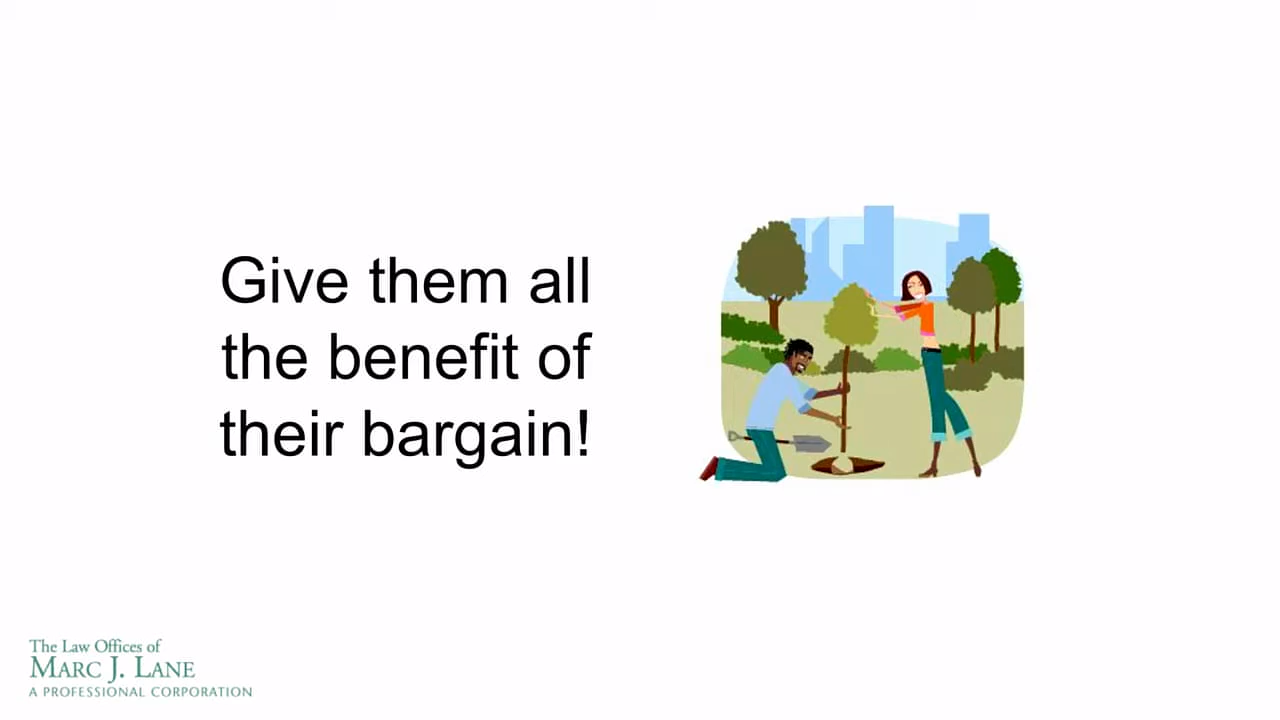 Give them all
the benefit of
their bargain!
The Law Offices of
MARC J. LANE
A PROFESSIONAL CORPORATION